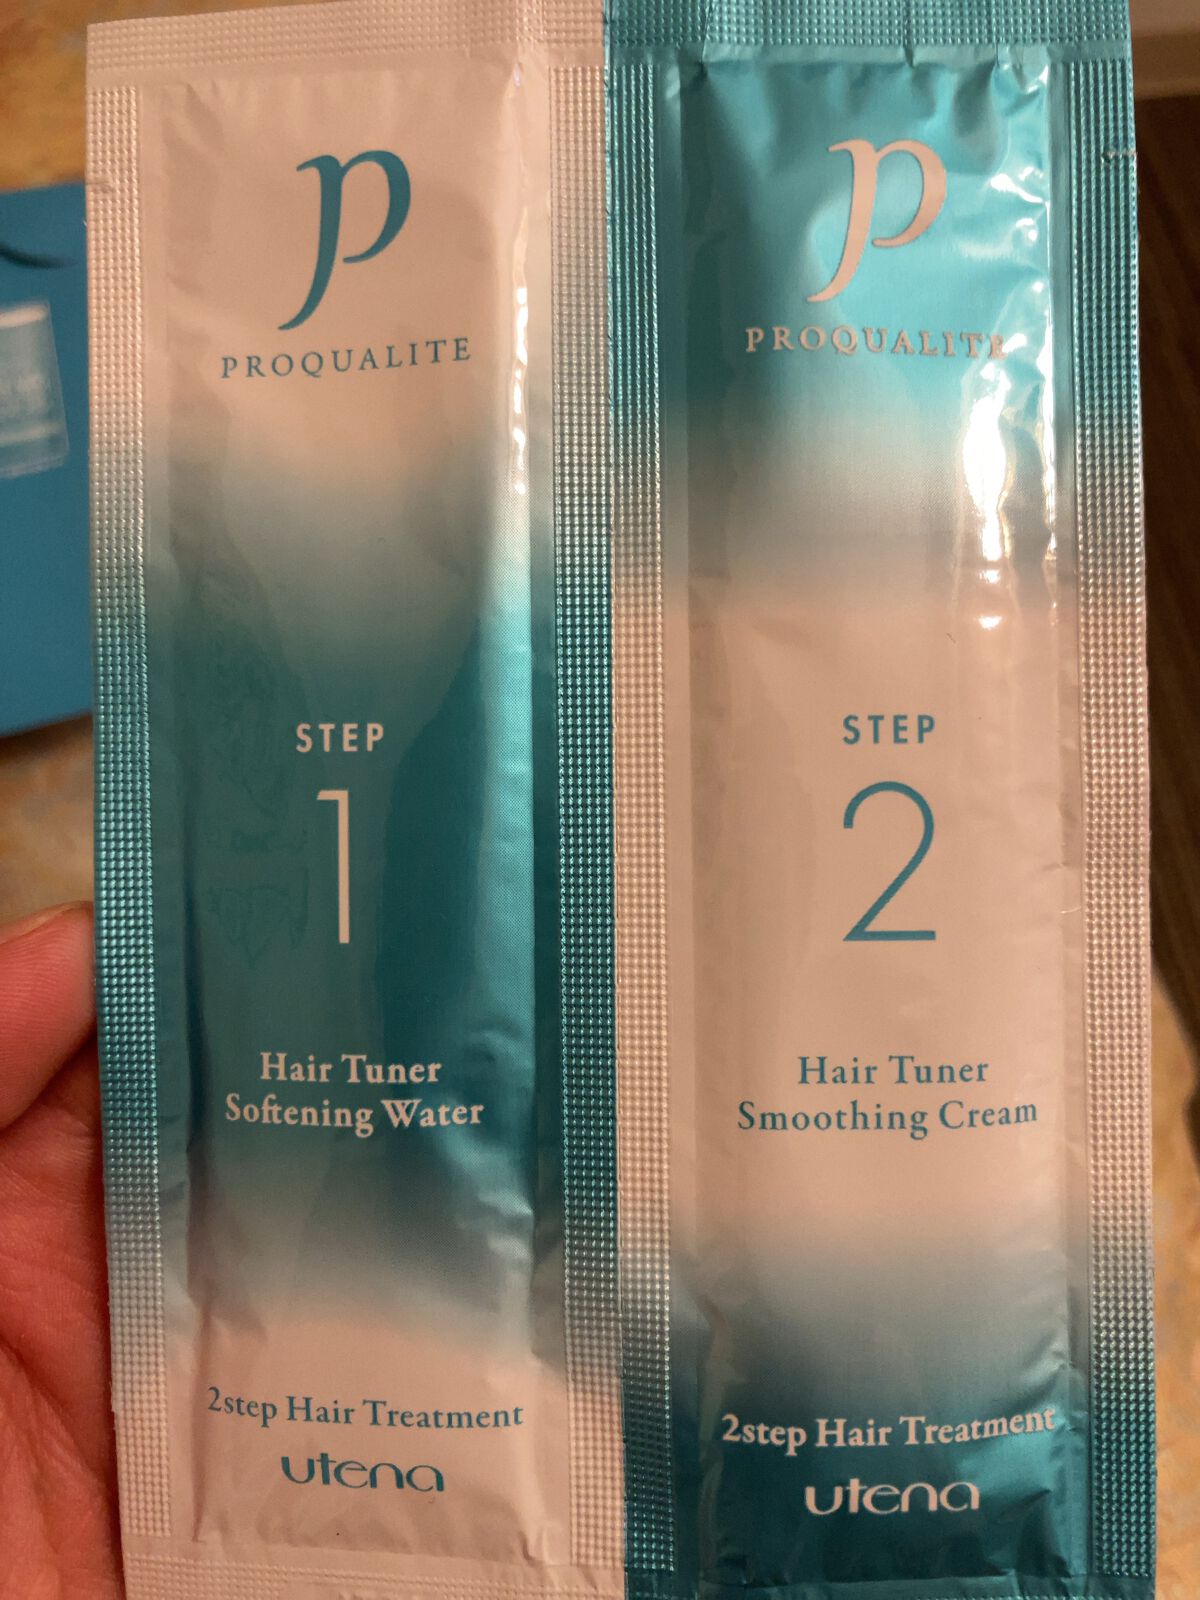 p
PROQUALITE
STEP
1
Hair Tuner
Softening Water
2step Hair Treatment
utena
p
PROQUALITE
STEP
2
Hair Tuner
Smoothing Cream
2step Hair Treatment
utena